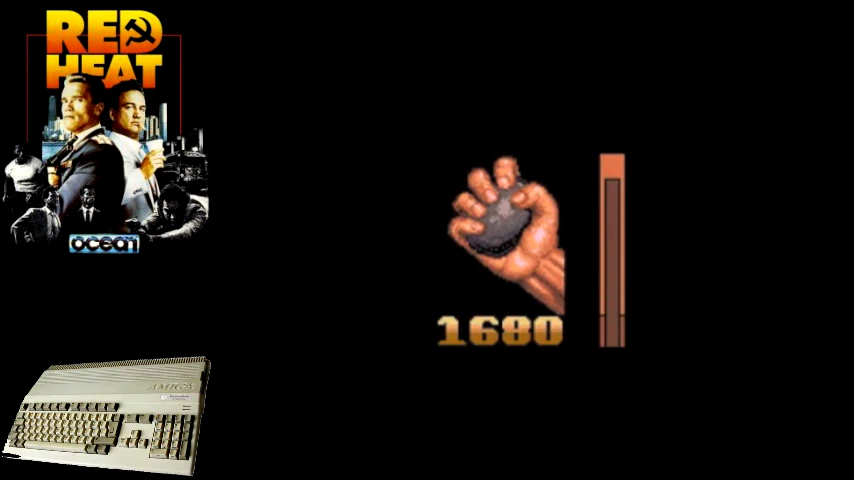 RED
HEAT
ocean
1680
AMIGA